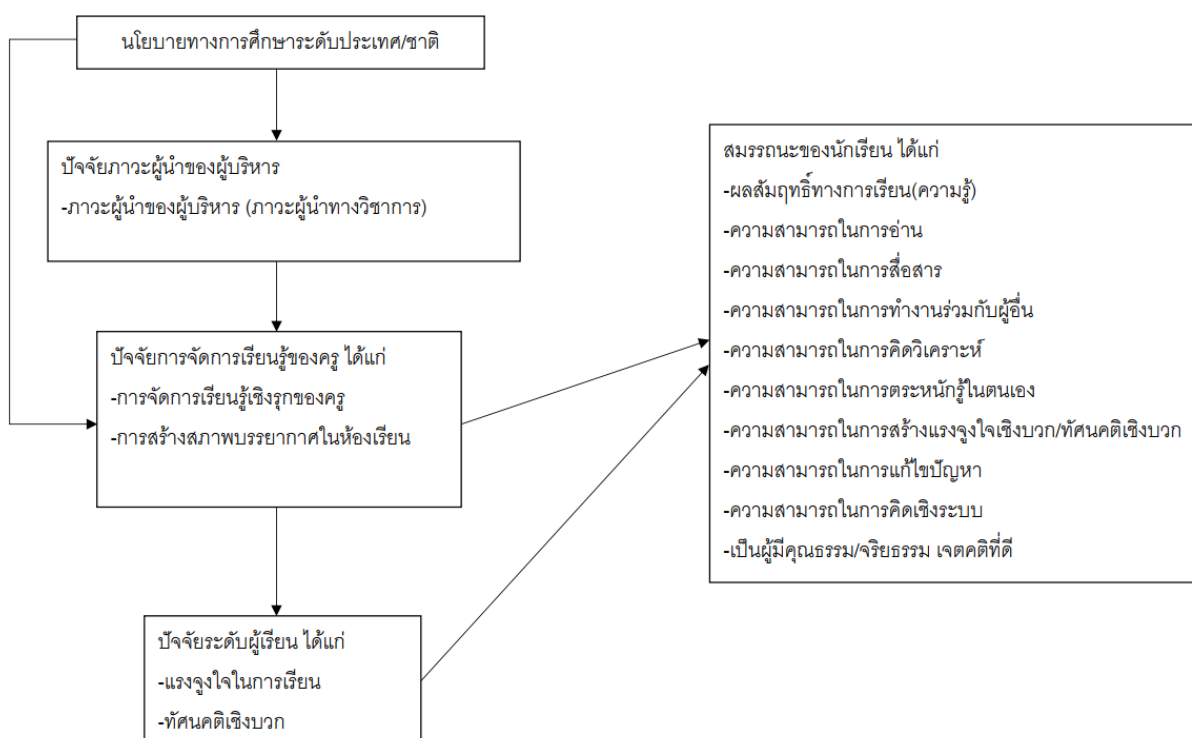 นโยบายทางการศึกษาระดับประเทศ/ชาติ
ปัจจัยภาวะผู้นำของผู้บริหาร
-ภาวะผู้นำของผู้บริหาร (ภาวะผู้นำทางวิชาการ)
ปัจจัยการจัดการเรียนรู้ของครู ได้แก่
-การจัดการเรียนรู้เชิงรุกของครู
-การสร้างสภาพบรรยากาศในห้องเรียน
ปัจจัยระดับผู้เรียน ได้แก่
-แรงจูงใจในการเรียน
-ทัศนคติเชิงบวก
สมรรถนะของนักเรียน ได้แก่
-ผลสัมฤทธิ์ทางการเรียน(ความรู้)
-ความสามารถในการอ่าน
-ความสามารถในการสื่อสาร
-ความสามารถในการทำงานร่วมกับผู้อื่น
-ความสามารถในการคิดวิเคราะห์
-ความสามารถในการตระหนักรู้ในตนเอง
-ความสามารถในการสร้างแรงจูงใจเชิงบวก/ทัศนคติเชิงบวก
-ความสามารถในการแก้ไขปัญหา
-ความสามารถในการคิดเชิงระบบ
-เป็นผู้มีคุณธรรม/จริยธรรม เจตคติที่ดี